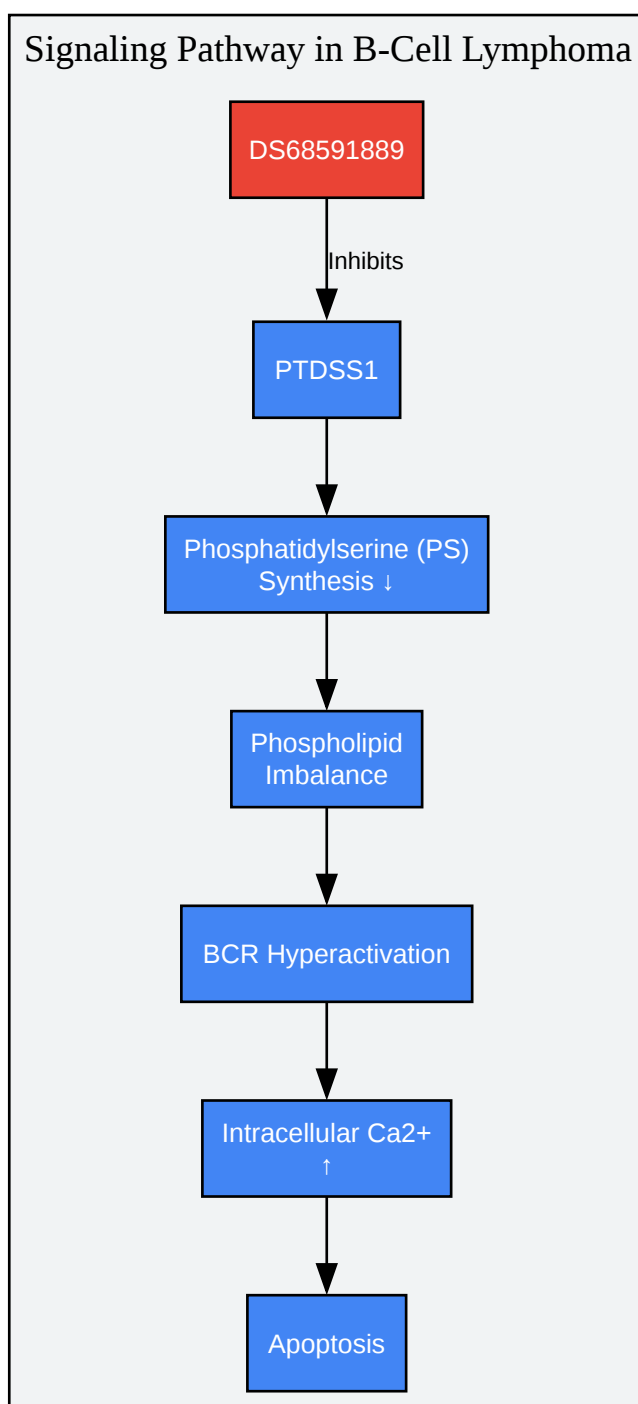 Signaling Pathway in B-Cell Lymphoma
DS68591889
Inhibits
PTDSS1
Phosphatidylserine (PS)
Synthesis ↓
Phospholipid
Imbalance
BCR Hyperactivation
Intracellular Ca2+
↑
Apoptosis